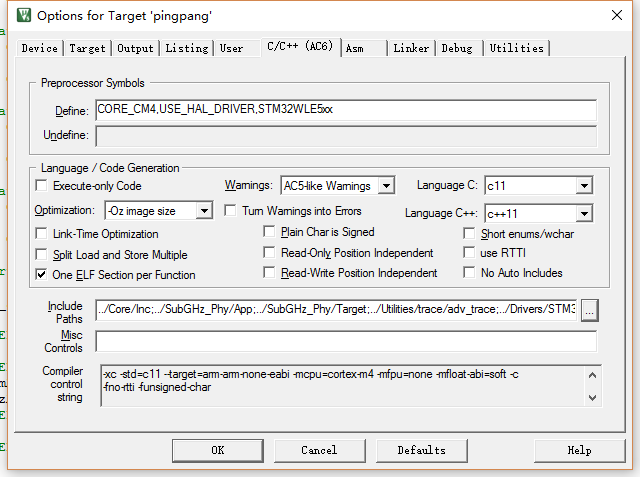 Options for Target 'pingpang'
Device Target Output Listing User C/C++ (AC6) Asm Linker Debug Utilities
Preprocessor Symbols
Define: CORE_CM4,USE_HAL_DRIVER,STM32WLE5xx
Undefine:
Language / Code Generation
Execute-only Code Warnings: AC5-like Warnings Language C: c11
Optimization: -Oz image size Turn Warnings into Errors Language C++: c++11
Link-Time Optimization Plain Char is Signed Short enums/wchar
Split Load and Store Multiple Read-Only Position Independent use RTTI
One ELF Section per Function Read-Write Position Independent No Auto Includes
Include Paths ../Core/Inc;../SubGHz_Phy/App;../SubGHz_Phy/Target;../Utilities/trace/adv_trace;../Drivers/STM3 ...
Misc Controls
Compiler control string -xc -std=c11 --target=arm-arm-none-eabi -mcpu=cortex-m4 -mfpu=none -mfloat-abi=soft -c
-fno-rtti -funsigned-char
OK Cancel Defaults Help